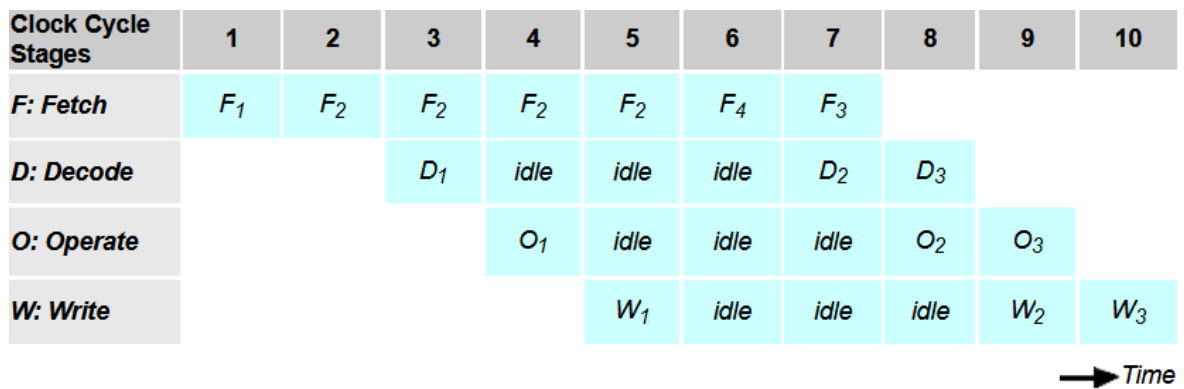 Clock Cycle Stages 1 2 3 4 5 6 7 8 9 10
F: Fetch F1 F2 F2 F2 F2 F4 F3
D: Decode D1 idle idle idle D2 D3
O: Operate O1 idle idle idle O2 O3
W: Write W1 idle idle idle W2 W3
Time